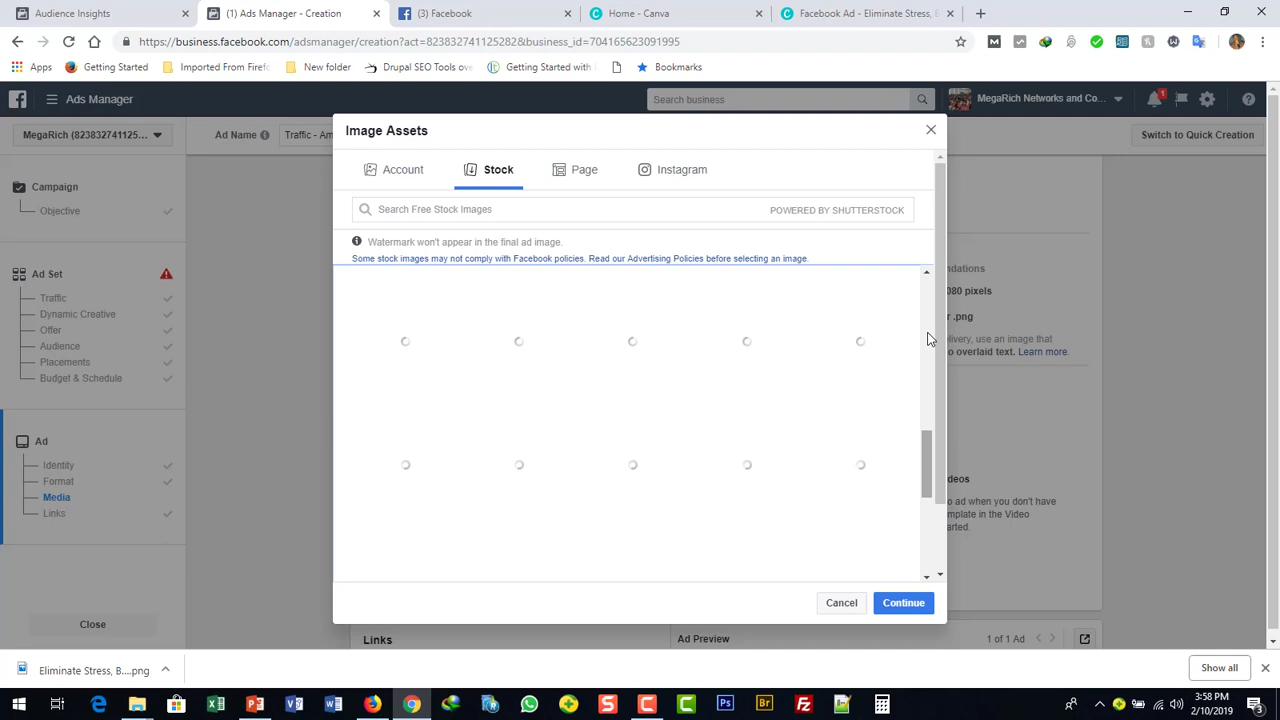 Audience Insights
(1) Ads Manager - Creation
(3) Facebook
Home - Canva
Facebook Ad - Eliminate Stress, B
https://business.facebook.com/adsmanager/creation?act=823832741125282&business_id=704165623091995
Apps
Getting Started
Imported From Firef
New folder
Drupal SEO Tools ove
Getting Started with
Bookmarks
Ads Manager
Search business
MegaRich Networks and Co...
1
MegaRich (82383274112 5...
Ad Name
Traffic - Am
Switch to Quick Creation
Image Assets
Account
Stock
Page
Instagram
Search Free Stock Images
POWERED BY SHUTTERSTOCK
Watermark won't appear in the final ad image.
Some stock images may not comply with Facebook policies. Read our Advertising Policies before selecting an image.
Campaign
Objective
Ad Set
Traffic
Dynamic Creative
Offer
Audience
Placements
Budget & Schedule
Ad
Identity
Format
Media
Links
Close
ndations
080 pixels
r .png
elivery, use an image that
o overlaid text. Learn more.
deos
o ad when you don't have
emplate in the Video
arted.
Cancel
Continue
Links
Ad Preview
1 of 1 Ad
Eliminate Stress, B....png
Show all
3:58 PM
2/10/2019
3